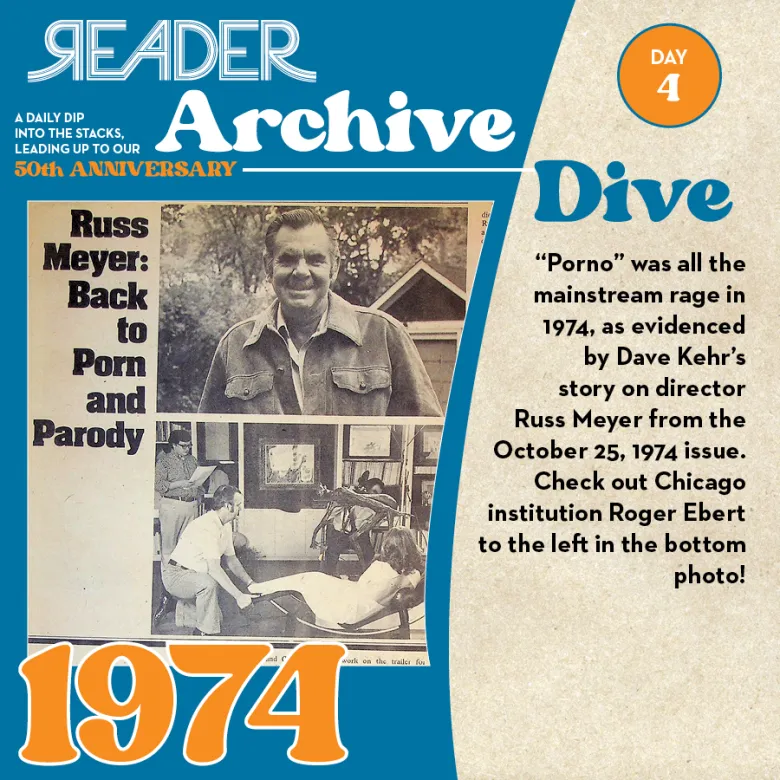 READER
A DAILY DIP
INTO THE STACKS,
LEADING UP TO OUR
50th ANNIVERSARY
Archive
Dive
DAY
4
Russ
Meyer:
Back
to
Porn
and
Parody
“Porno” was all the
mainstream rage in
1974, as evidenced
by Dave Kehr’s
story on director
Russ Meyer from the
October 25, 1974 issue.
Check out Chicago
institution Roger Ebert
to the left in the bottom
photo!
work on the trailer for
1974